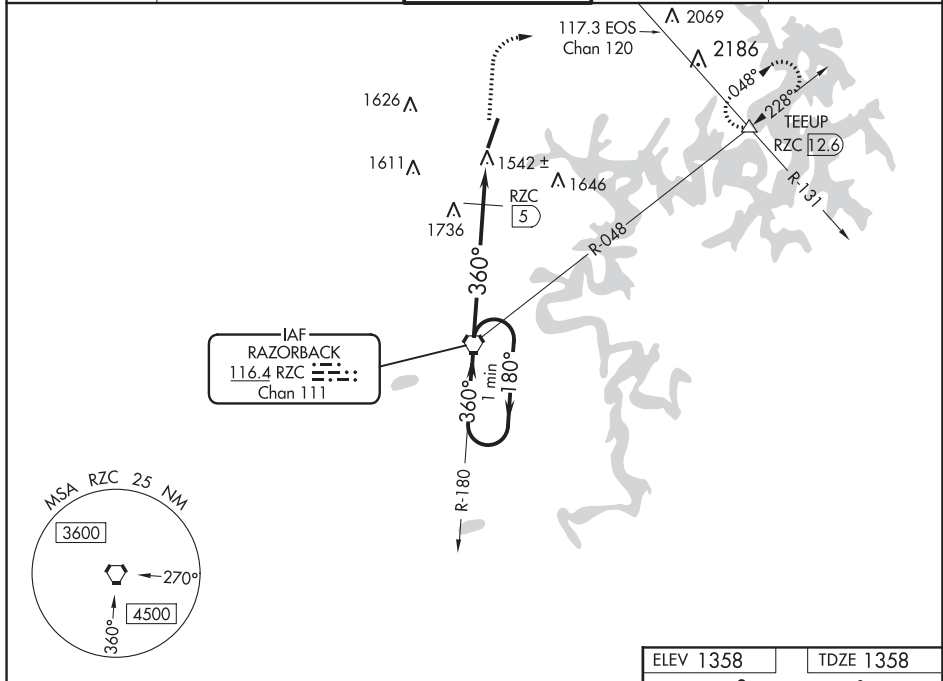 2069
117.3 EOS
Chan 120
2186
1626
048°
228°
TEEUP
RZC 12.6
1611
1542 ±
1646
R-131
RZC
5
1736
R-048
360°
IAF
RAZORBACK
116.4 RZC
Chan 111
360°
1 min
180°
R-180
MSA RZC 25 NM
3600
270°
4500
360°
ELEV 1358
TDZE 1358